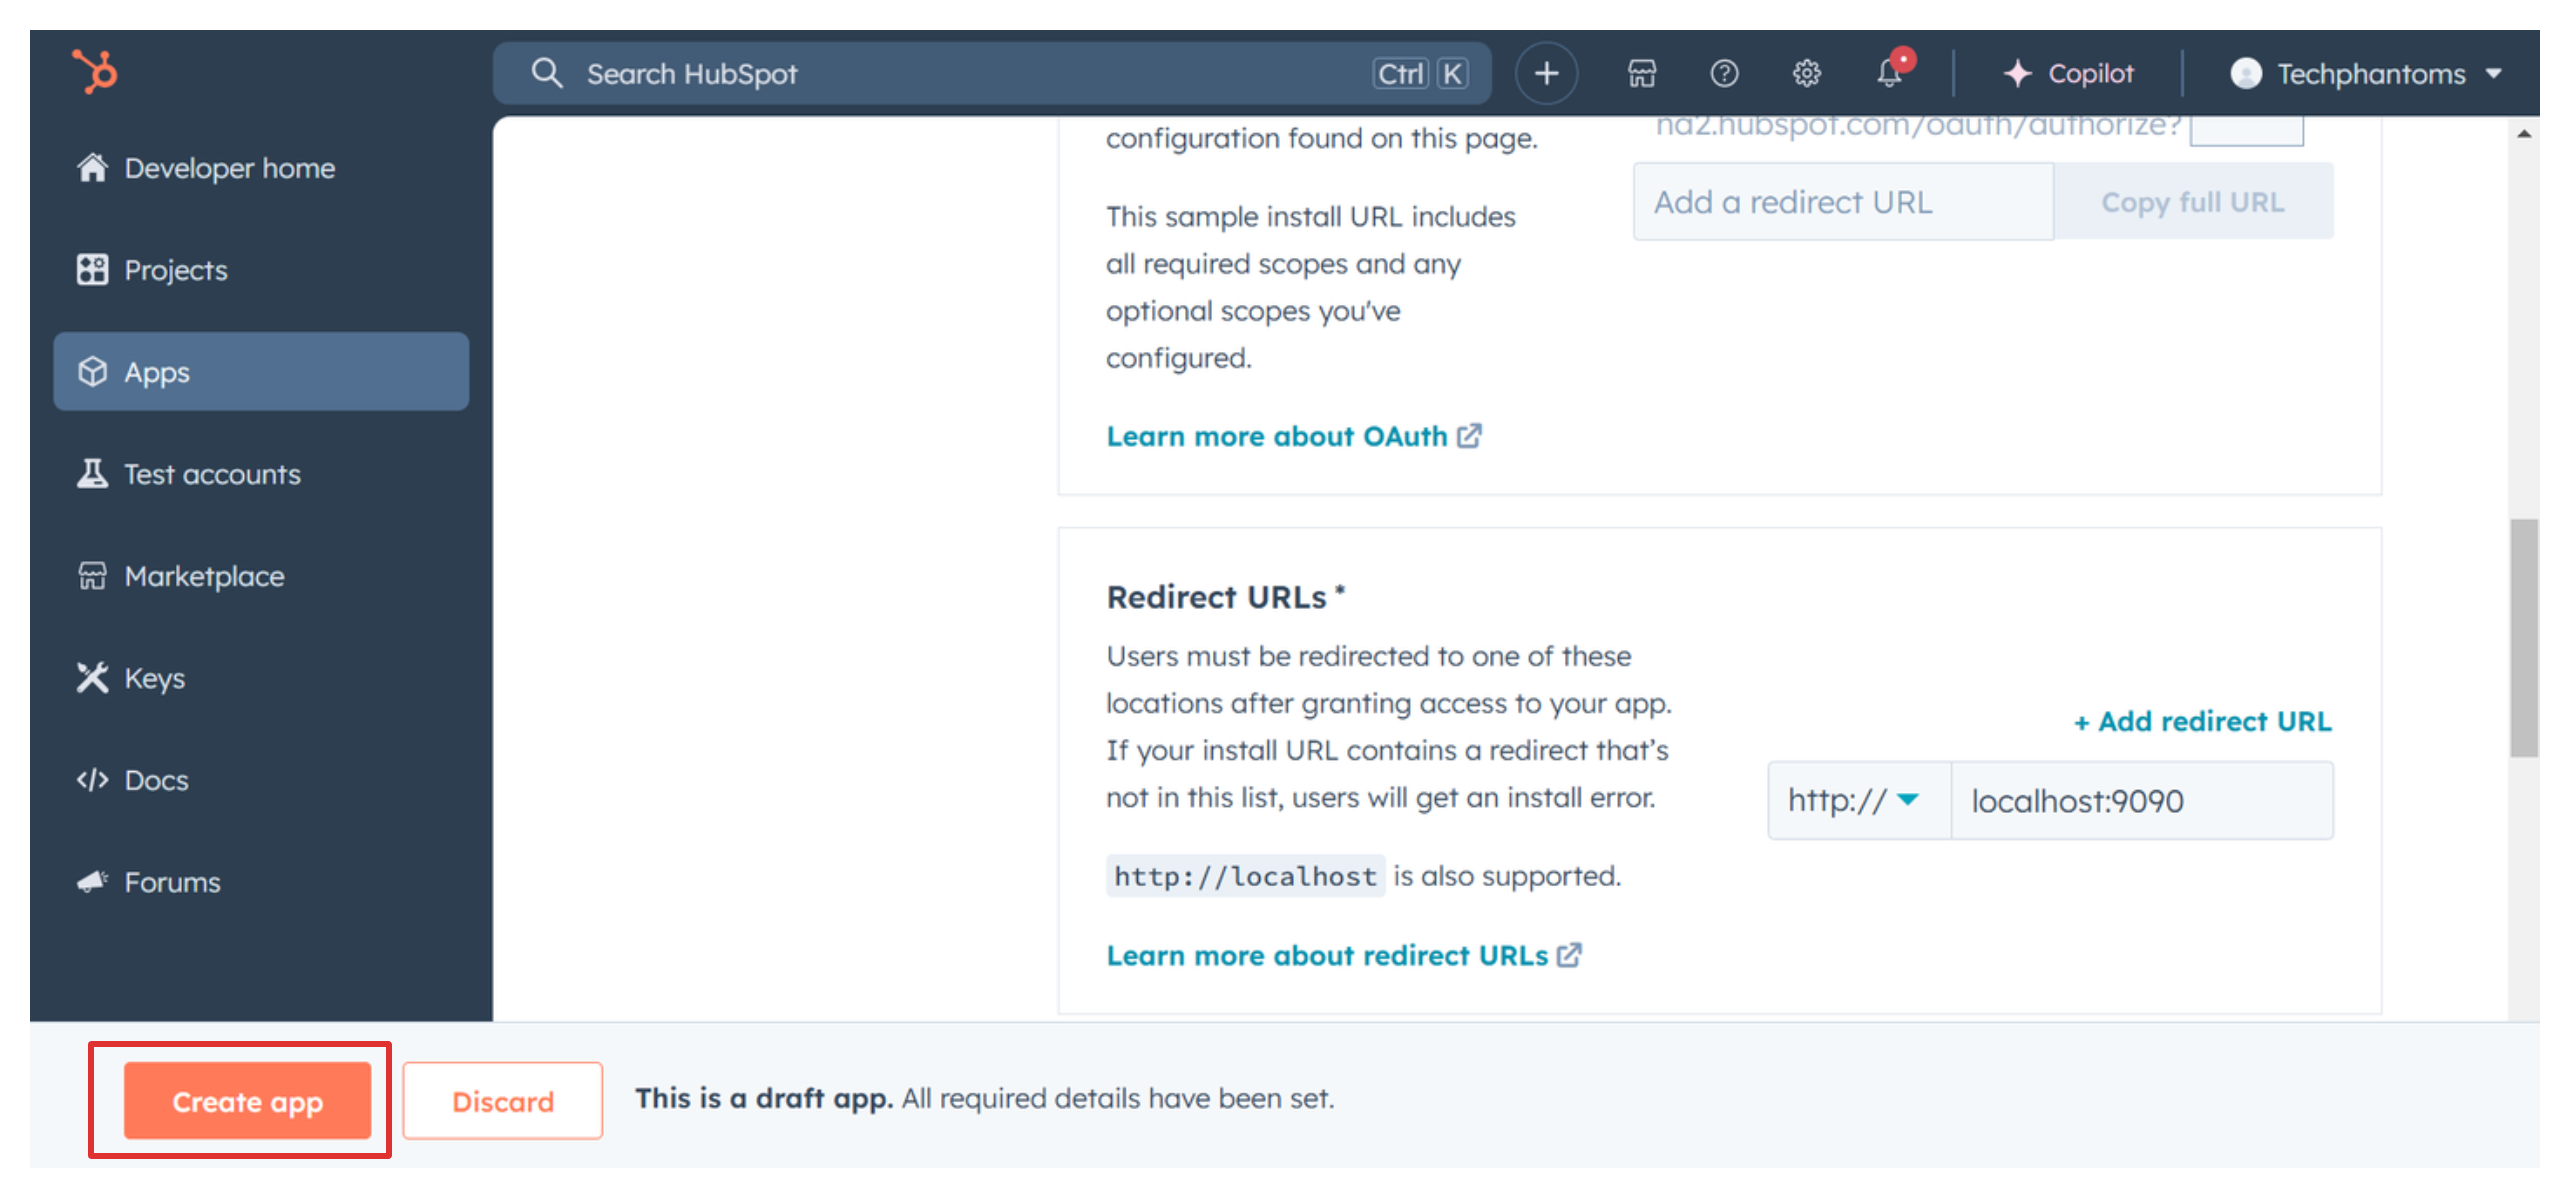 Search HubSpot
Ctrl K
Copilot
Techphantoms
Developer home
Projects
Apps
Test accounts
Marketplace
Keys
</> Docs
Forums
configuration found on this page.
This sample install URL includes
all required scopes and any
optional scopes you've
configured.
Learn more about OAuth
na2.hubspot.com/oauth/authorize?
Add a redirect URL
Copy full URL
Redirect URLs *
Users must be redirected to one of these
locations after granting access to your app.
If your install URL contains a redirect that’s
not in this list, users will get an install error.
http://localhost is also supported.
Learn more about redirect URLs
+ Add redirect URL
http://
localhost:9090
Create app
Discard
This is a draft app. All required details have been set.